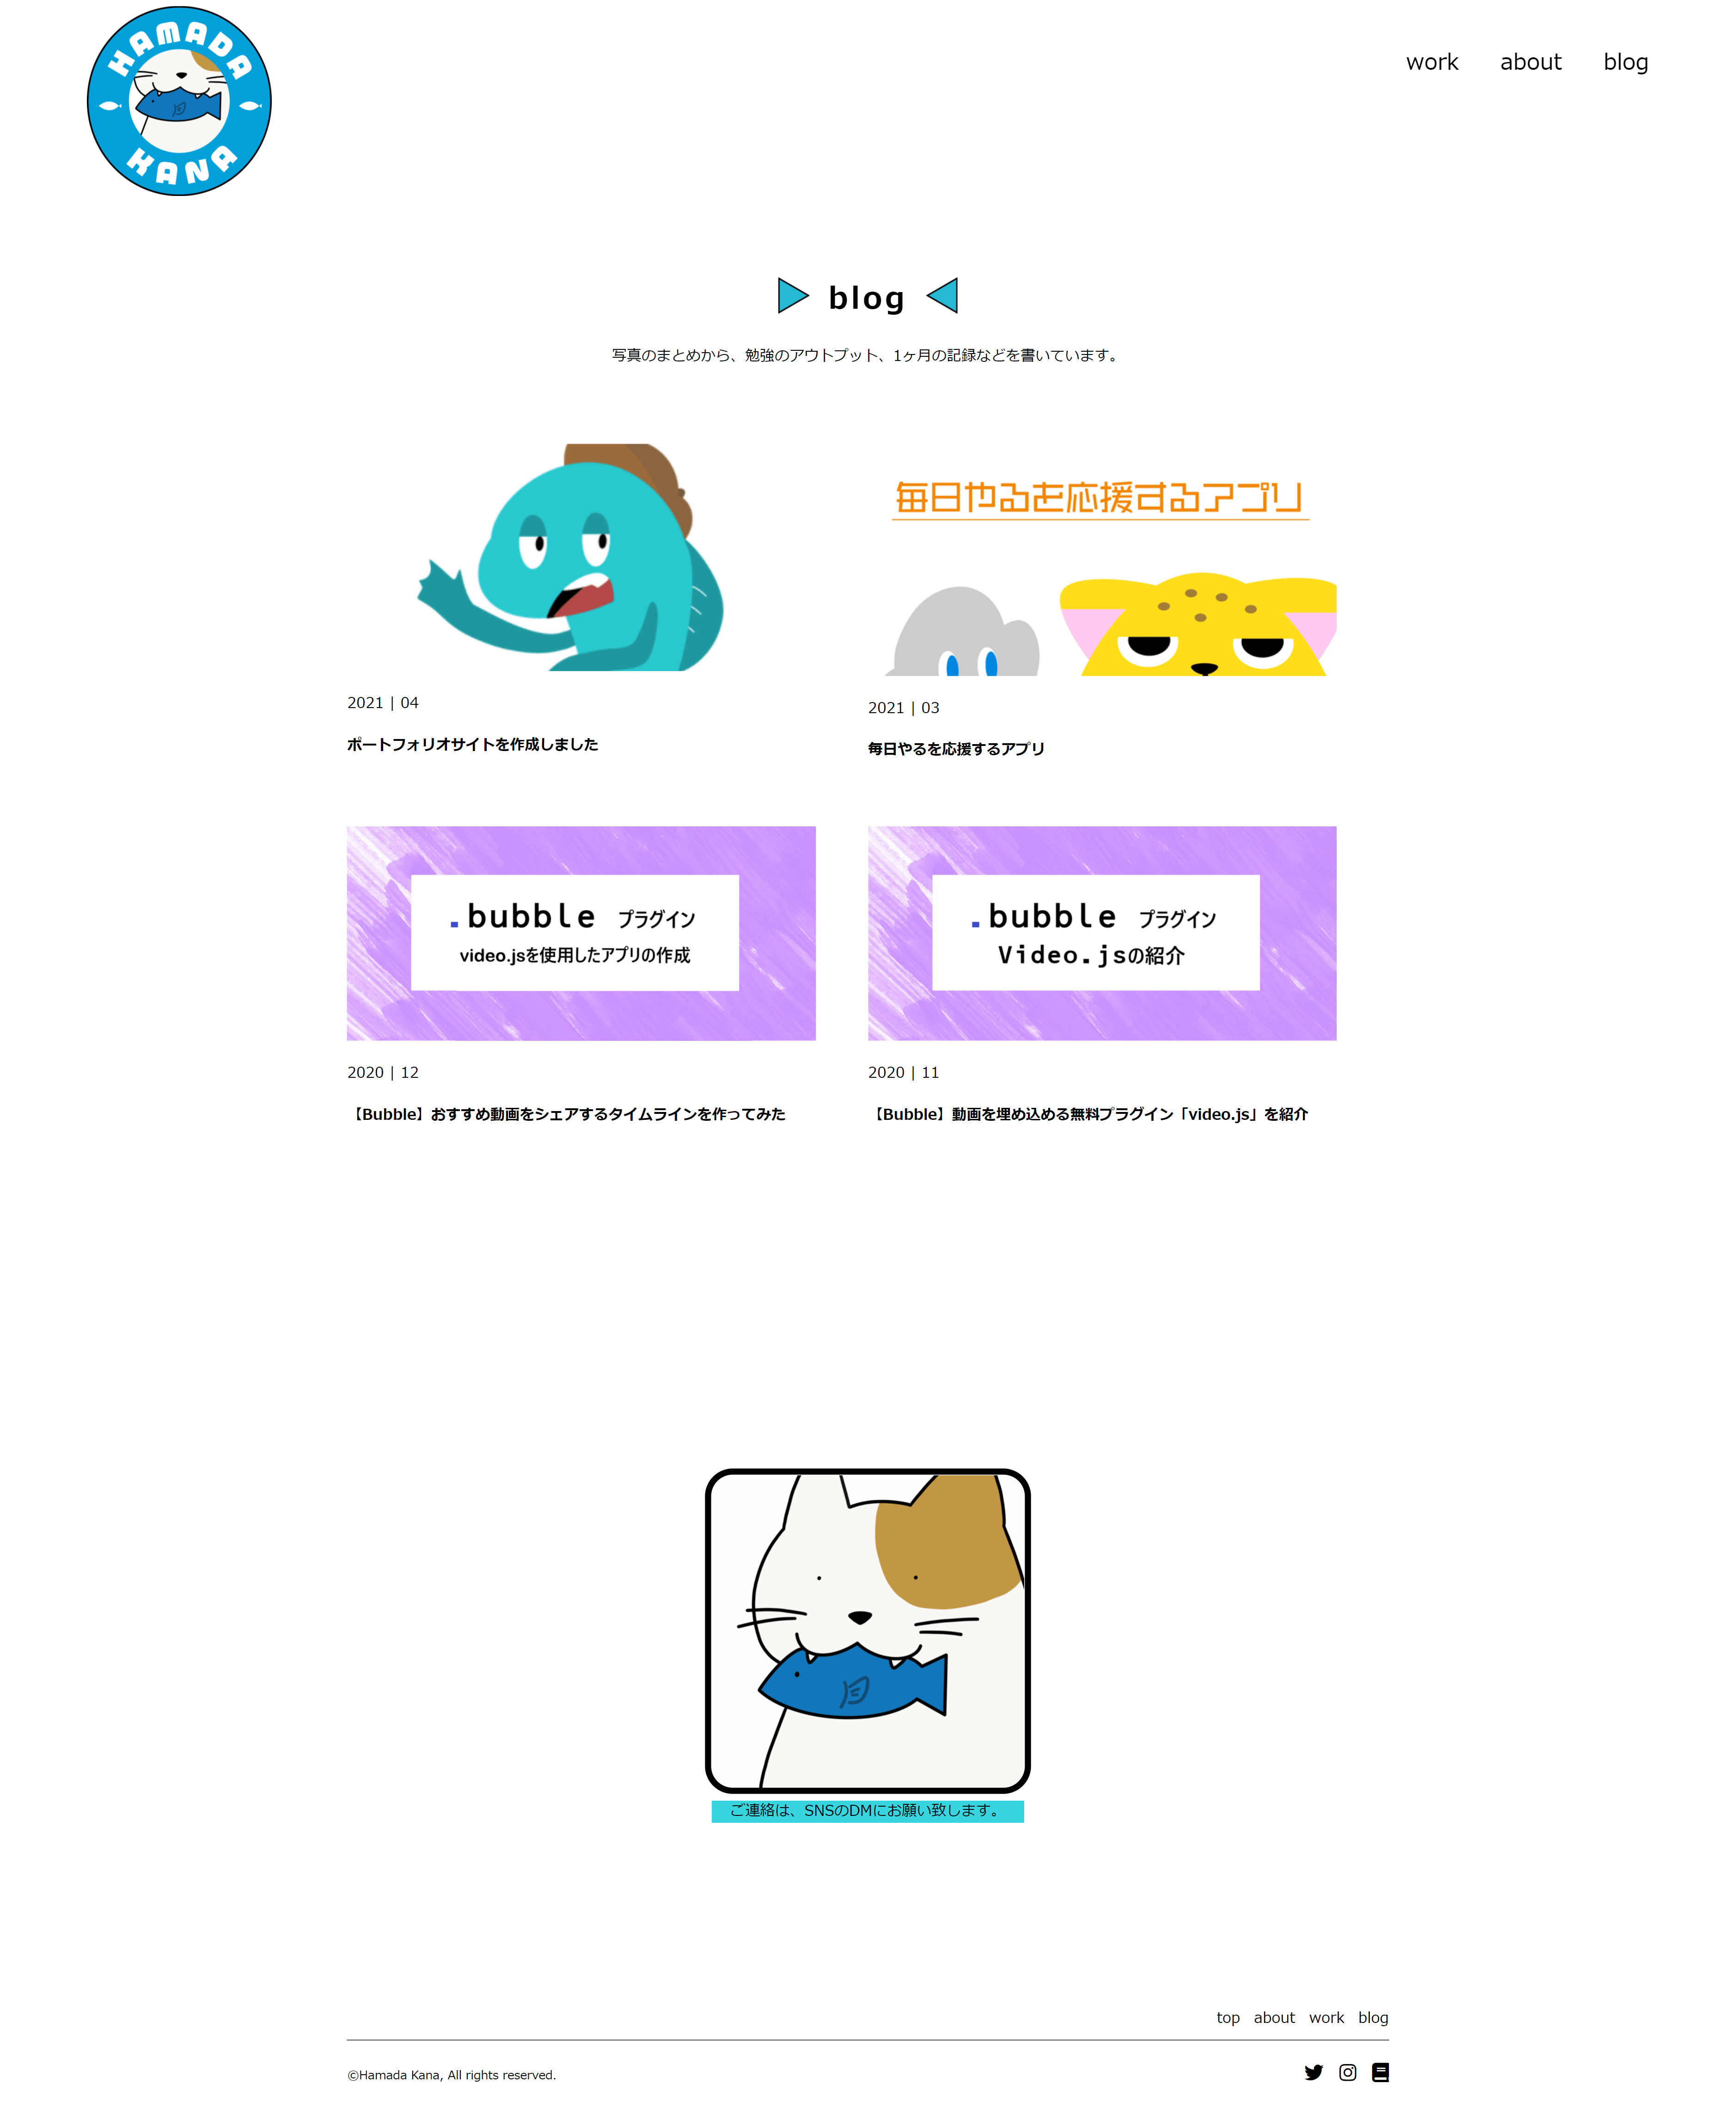 HAMADA
KANA
work about blog
blog
写真のまとめから、勉強のアウトプット、1ヶ月の記録などを書いています。
毎日やるを応援するアプリ
2021 | 04
2021 | 03
ポートフォリオサイトを作成しました
毎日やるを応援するアプリ
.bubble プラグイン
video.jsを使用したアプリの作成
.bubble プラグイン
Video.jsの紹介
2020 | 12
2020 | 11
【Bubble】おすすめ動画をシェアするタイムラインを作ってみた
【Bubble】動画を埋め込める無料プラグイン「video.js」を紹介
ご連絡は、SNSのDMにお願い致します。
top about work blog
©Hamada Kana, All rights reserved.